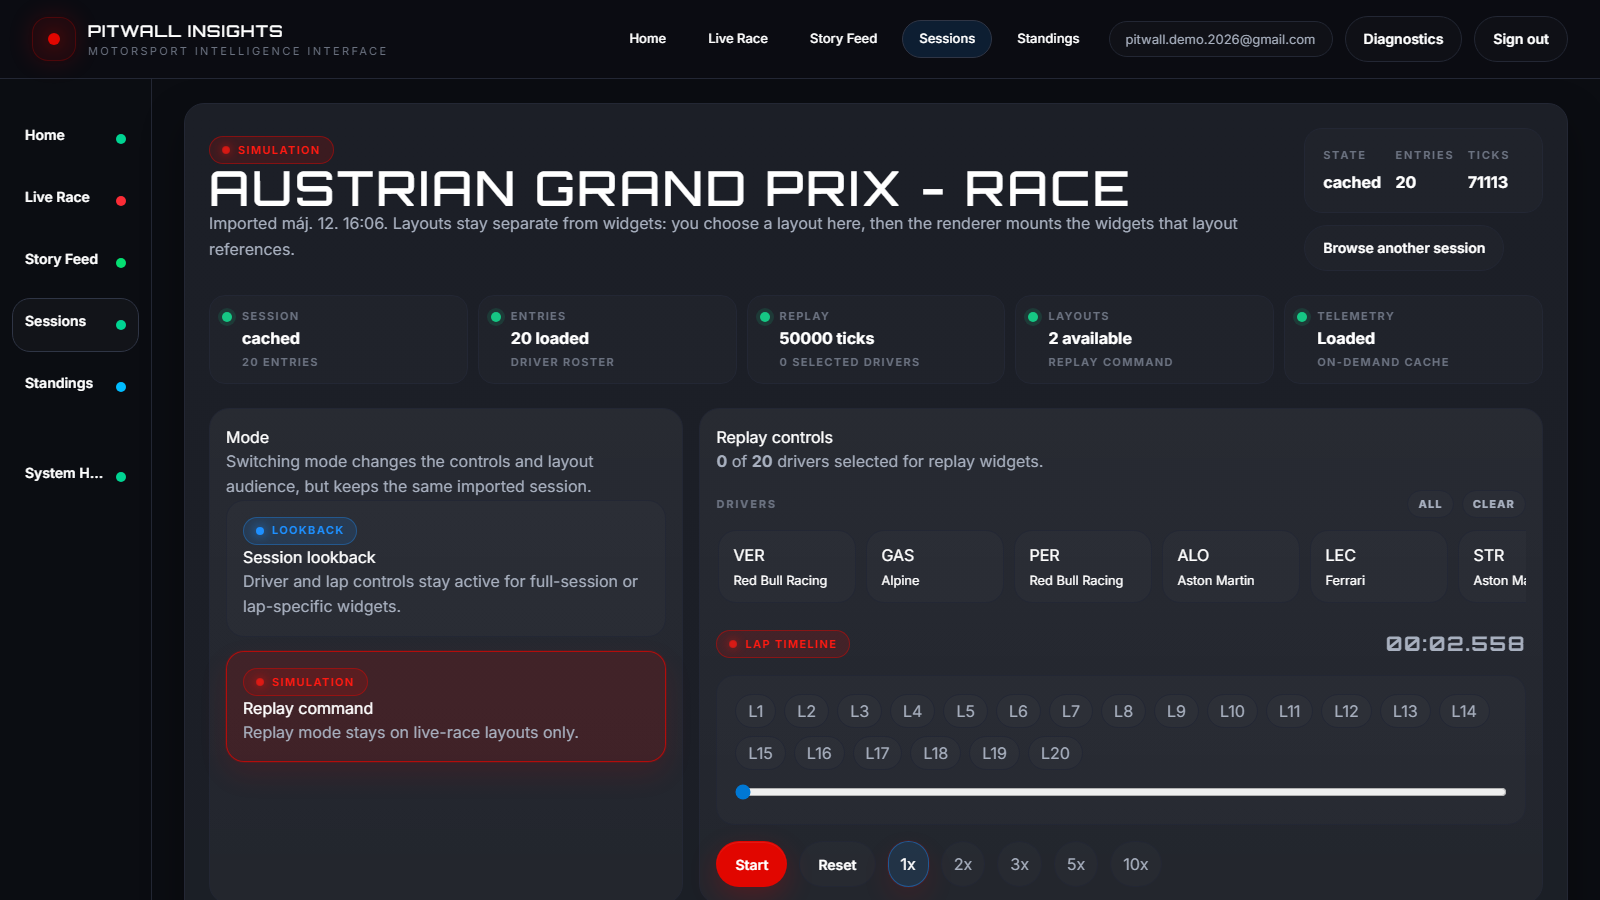 PITWALL INSIGHTS
MOTORSPORT INTELLIGENCE INTERFACE
Home
Live Race
Story Feed
Sessions
Standings
pitwall.demo.2026@gmail.com
Diagnostics
Sign out
Home
Live Race
Story Feed
Sessions
Standings
System H...
SIMULATION
AUSTRIAN GRAND PRIX - RACE
Imported máj. 12. 16:06. Layouts stay separate from widgets: you choose a layout here, then the renderer mounts the widgets that layout
references.
STATE ENTRIES TICKS
cached 20 71113
Browse another session
SESSION
cached
20 ENTRIES
ENTRIES
20 loaded
DRIVER ROSTER
REPLAY
50000 ticks
0 SELECTED DRIVERS
LAYOUTS
2 available
REPLAY COMMAND
TELEMETRY
Loaded
ON-DEMAND CACHE
Mode
Switching mode changes the controls and layout
audience, but keeps the same imported session.
LOOKBACK
Session lookback
Driver and lap controls stay active for full-session or
lap-specific widgets.
SIMULATION
Replay command
Replay mode stays on live-race layouts only.
Replay controls
0 of 20 drivers selected for replay widgets.
DRIVERS
ALL
CLEAR
VER
Red Bull Racing
GAS
Alpine
PER
Red Bull Racing
ALO
Aston Martin
LEC
Ferrari
STR
Aston Ma
LAP TIMELINE
00:02.558
L1 L2 L3 L4 L5 L6 L7 L8 L9 L10 L11 L12 L13 L14
L15 L16 L17 L18 L19 L20
Start
Reset
1x
2x
3x
5x
10x